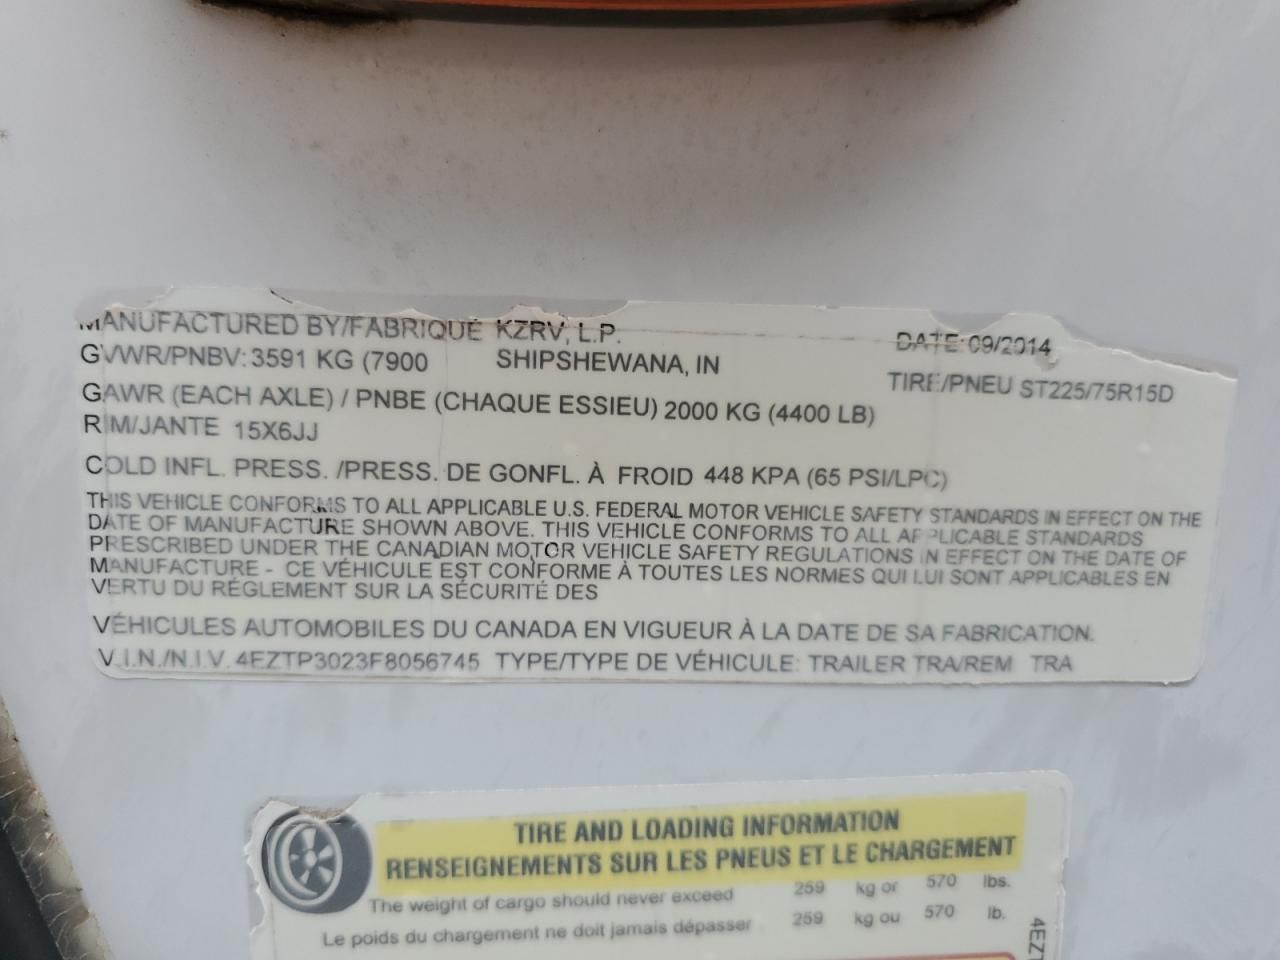 MANUFACTURED BY/FABRIQUÉ KZRV, L.P. DATE: 09/2014
GVWR/PNBV: 3591 KG (7900 SHIPSHEWANA, IN TIRE/PNEU ST225/75R15D
GAWR (EACH AXLE) / PNBE (CHAQUE ESSIEU) 2000 KG (4400 LB)
RIM/JANTE 15X6JJ
COLD INFL. PRESS. /PRESS. DE GONFL. À FROID 448 KPA (65 PSI/LPC)
THIS VEHICLE CONFORMS TO ALL APPLICABLE U.S. FEDERAL MOTOR VEHICLE SAFETY STANDARDS IN EFFECT ON THE
DATE OF MANUFACTURE SHOWN ABOVE. THIS VEHICLE CONFORMS TO ALL APPLICABLE STANDARDS
PRESCRIBED UNDER THE CANADIAN MOTOR VEHICLE SAFETY REGULATIONS IN EFFECT ON THE DATE OF
MANUFACTURE - CE VÉHICULE EST CONFORME À TOUTES LES NORMES QUI LUI SONT APPLICABLES EN
VERTU DU RÉGLEMENT SUR LA SÉCURITÉ DES
VÉHICULES AUTOMOBILES DU CANADA EN VIGUEUR À LA DATE DE SA FABRICATION.
V.I.N./N.I.V. 4EZTP3023F8056745 TYPE/TYPE DE VÉHICULE: TRAILER TRA/REM TRA
TIRE AND LOADING INFORMATION
RENSEIGNEMENTS SUR LES PNEUS ET LE CHARGEMENT
The weight of cargo should never exceed 259 kg or 570 lbs.
Le poids du chargement ne doit jamais dépasser 259 kg ou 570 lb.